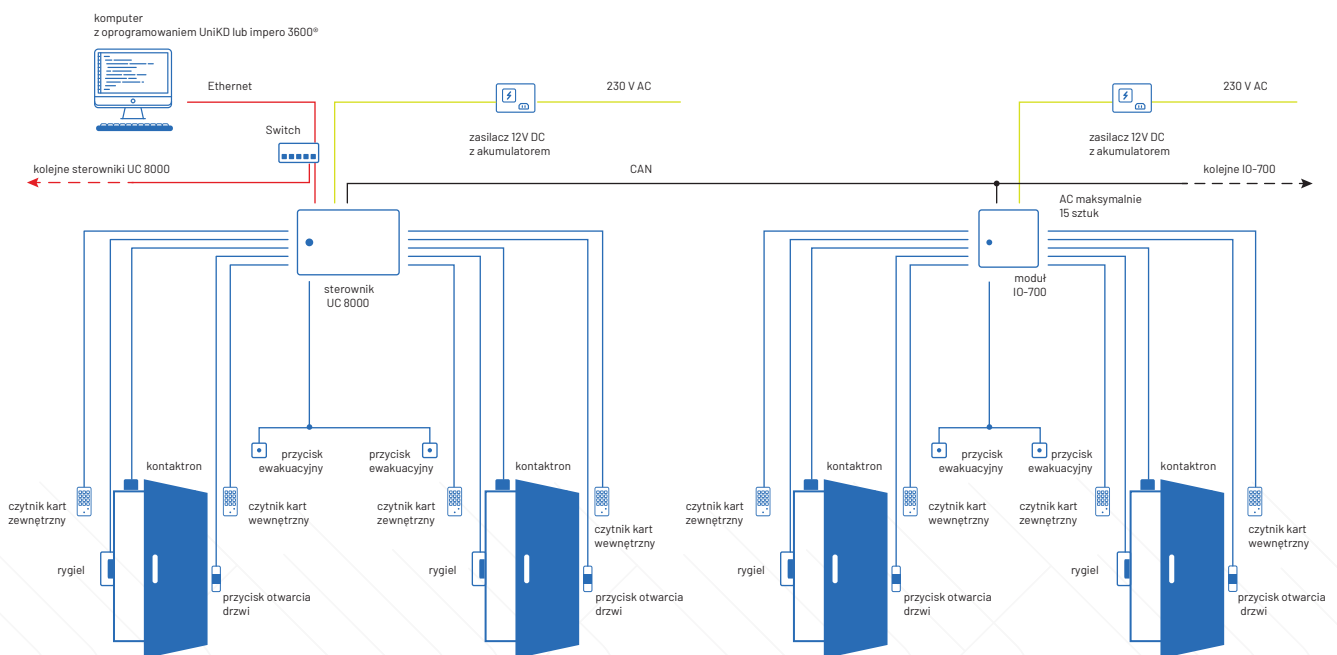 komputer
z oprogramowaniem UniKD lub impero 3600®
Ethernet
230 V AC
230 V AC
Switch
zasilacz 12V DC
z akumulatorem
zasilacz 12V DC
z akumulatorem
kolejne sterowniki UC 8000
CAN
kolejne IO-700
AC maksymalnie
15 sztuk
sterownik
UC 8000
moduł
IO-700
przycisk
ewakuacyjny
przycisk
ewakuacyjny
przycisk
ewakuacyjny
przycisk
ewakuacyjny
kontaktron
kontaktron
kontaktron
kontaktron
czytnik kart
zewnętrzny
czytnik kart
wewnętrzny
czytnik kart
zewnętrzny
czytnik kart
wewnętrzny
czytnik kart
zewnętrzny
czytnik kart
wewnętrzny
czytnik kart
zewnętrzny
czytnik kart
wewnętrzny
rygiel
rygiel
rygiel
rygiel
przycisk otwarcia
drzwi
przycisk otwarcia
drzwi
przycisk otwarcia
drzwi
przycisk otwarcia
drzwi